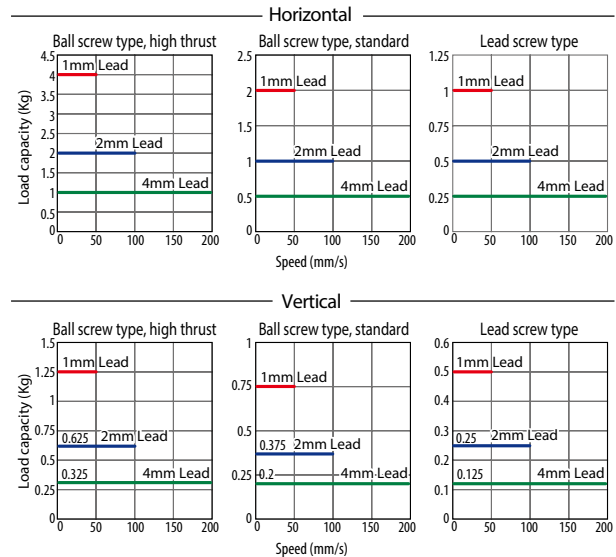 Horizontal
Ball screw type, high thrust
Ball screw type, standard
Lead screw type
Load capacity (Kg)
4.5
4
3.5
3
2.5
2
1.5
1
0.5
0
1mm Lead
2mm Lead
4mm Lead
0 50 100 150 200
2.5
2.0
1.5
1
0.5
0
1mm Lead
2mm Lead
4mm Lead
0 50 100 150 200
1.25
1
0.75
0.5
0.25
0
1mm Lead
2mm Lead
4mm Lead
0 50 100 150 200
Speed (mm/s)
Vertical
Ball screw type, high thrust
Ball screw type, standard
Lead screw type
Load capacity (Kg)
1.5
1.25
1
0.75
0.5
0.25
0
1mm Lead
0.625 2mm Lead
0.325 4mm Lead
0 50 100 150 200
1
0.75
0.50
0.25
0
1mm Lead
0.375 2mm Lead
0.2 4mm Lead
0 50 100 150 200
0.6
0.5
0.4
0.3
0.2
0.1
0
1mm Lead
0.25 2mm Lead
0.125 4mm Lead
0 50 100 150 200
Speed (mm/s)